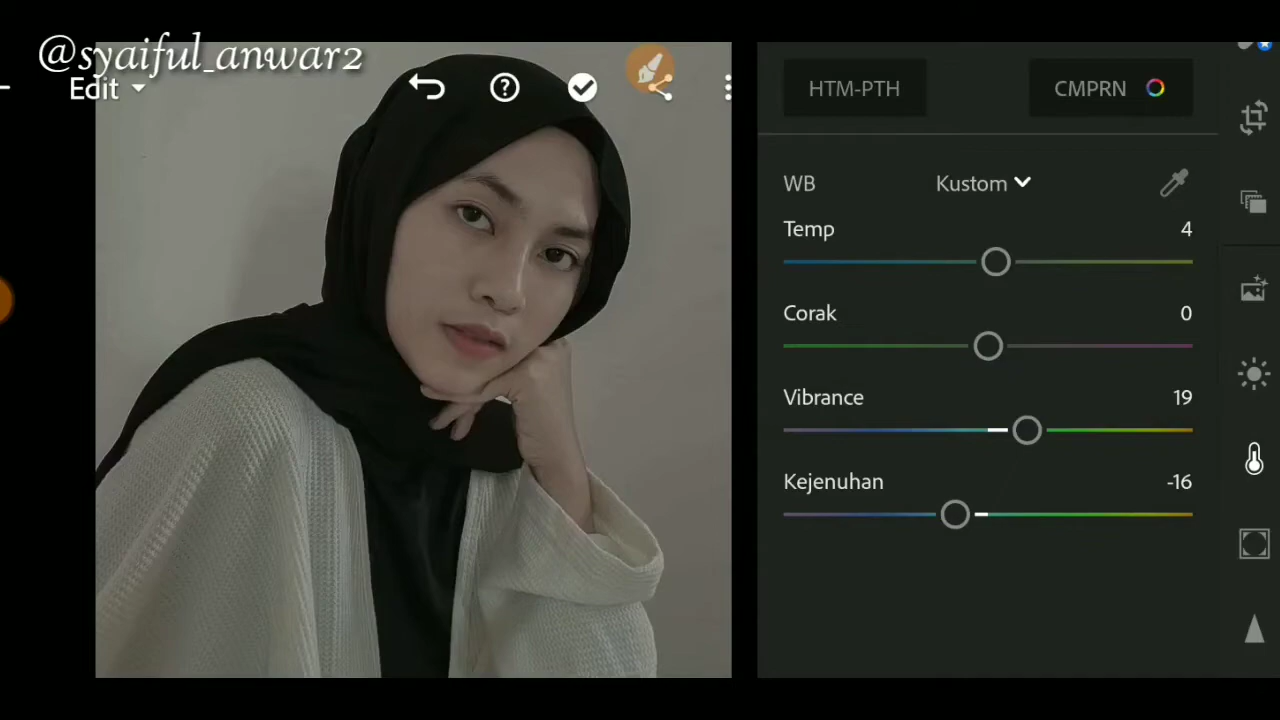 @syaiful_anwar2
Edit
HTM-PTH
CMPRN
WB
Kustom
Temp
4
Corak
0
Vibrance
19
Kejenuhan
-16